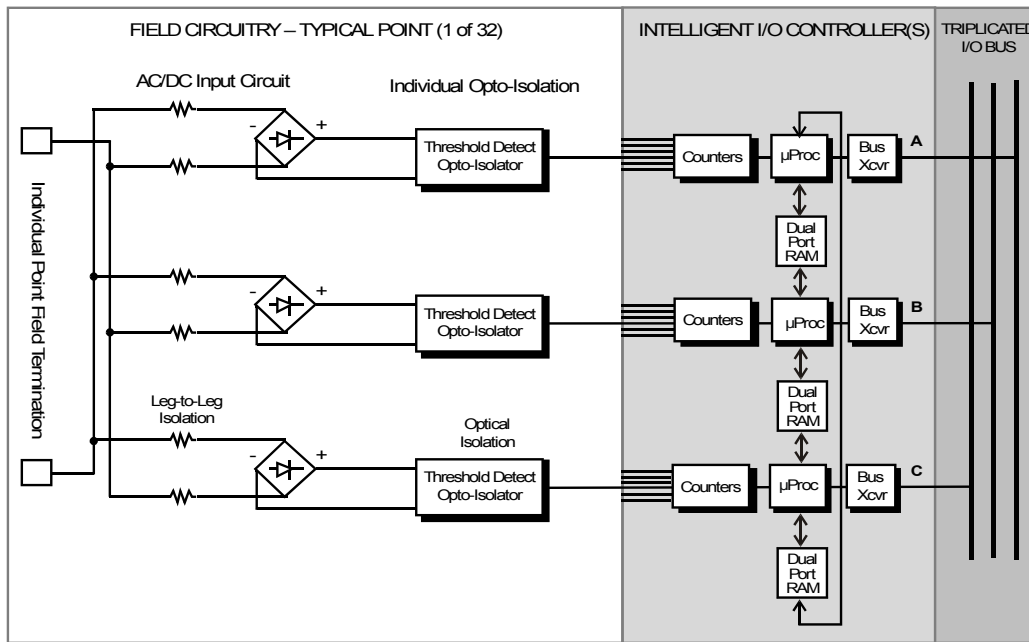 FIELD CIRCUITRY – TYPICAL POINT (1 of 32)
INTELLIGENT I/O CONTROLLER(S)
TRIPLICATED
I/O BUS
AC/DC Input Circuit
Individual Opto-Isolation
Individual Point Field Termination
- +
Threshold Detect
Opto-Isolator
Counters
µProc
Bus
Xcvr
A
Dual
Port
RAM
- +
Threshold Detect
Opto-Isolator
Counters
µProc
Bus
Xcvr
B
Dual
Port
RAM
Leg-to-Leg
Isolation
Optical
Isolation
- +
Threshold Detect
Opto-Isolator
Counters
µProc
Bus
Xcvr
C
Dual
Port
RAM